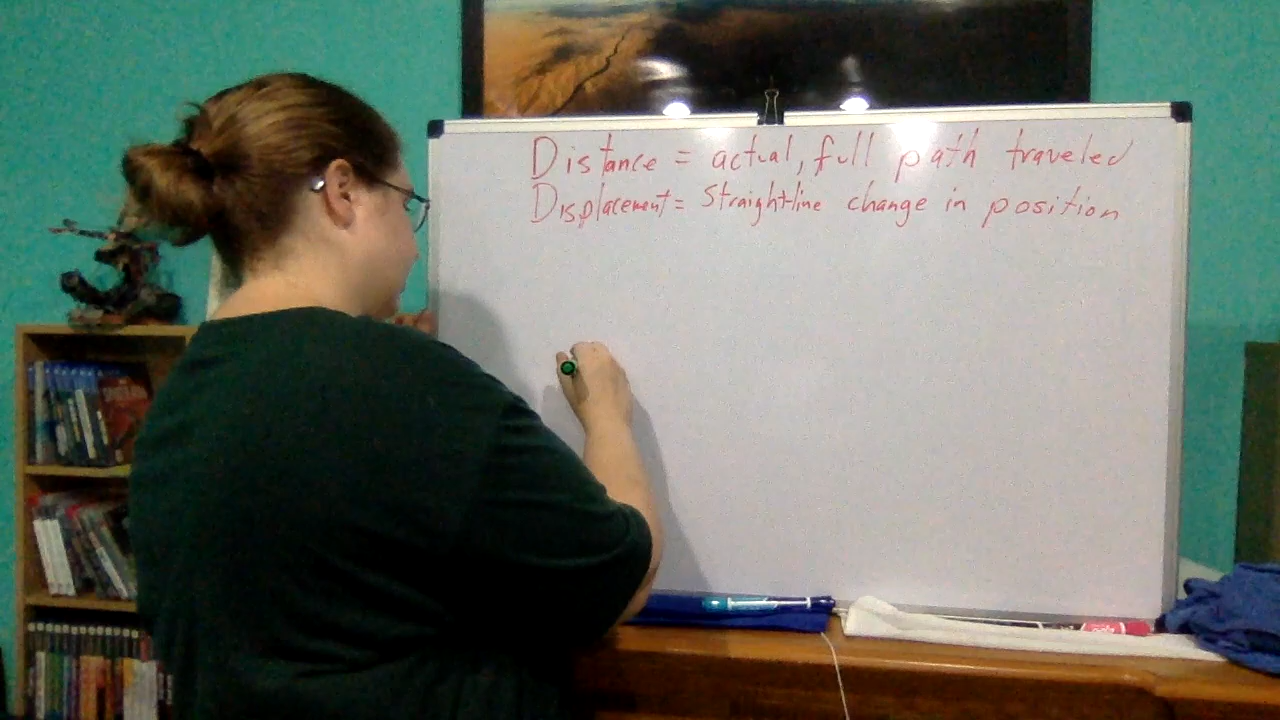 Distance = actual, full path traveled
Displacement = Straight-line change in position